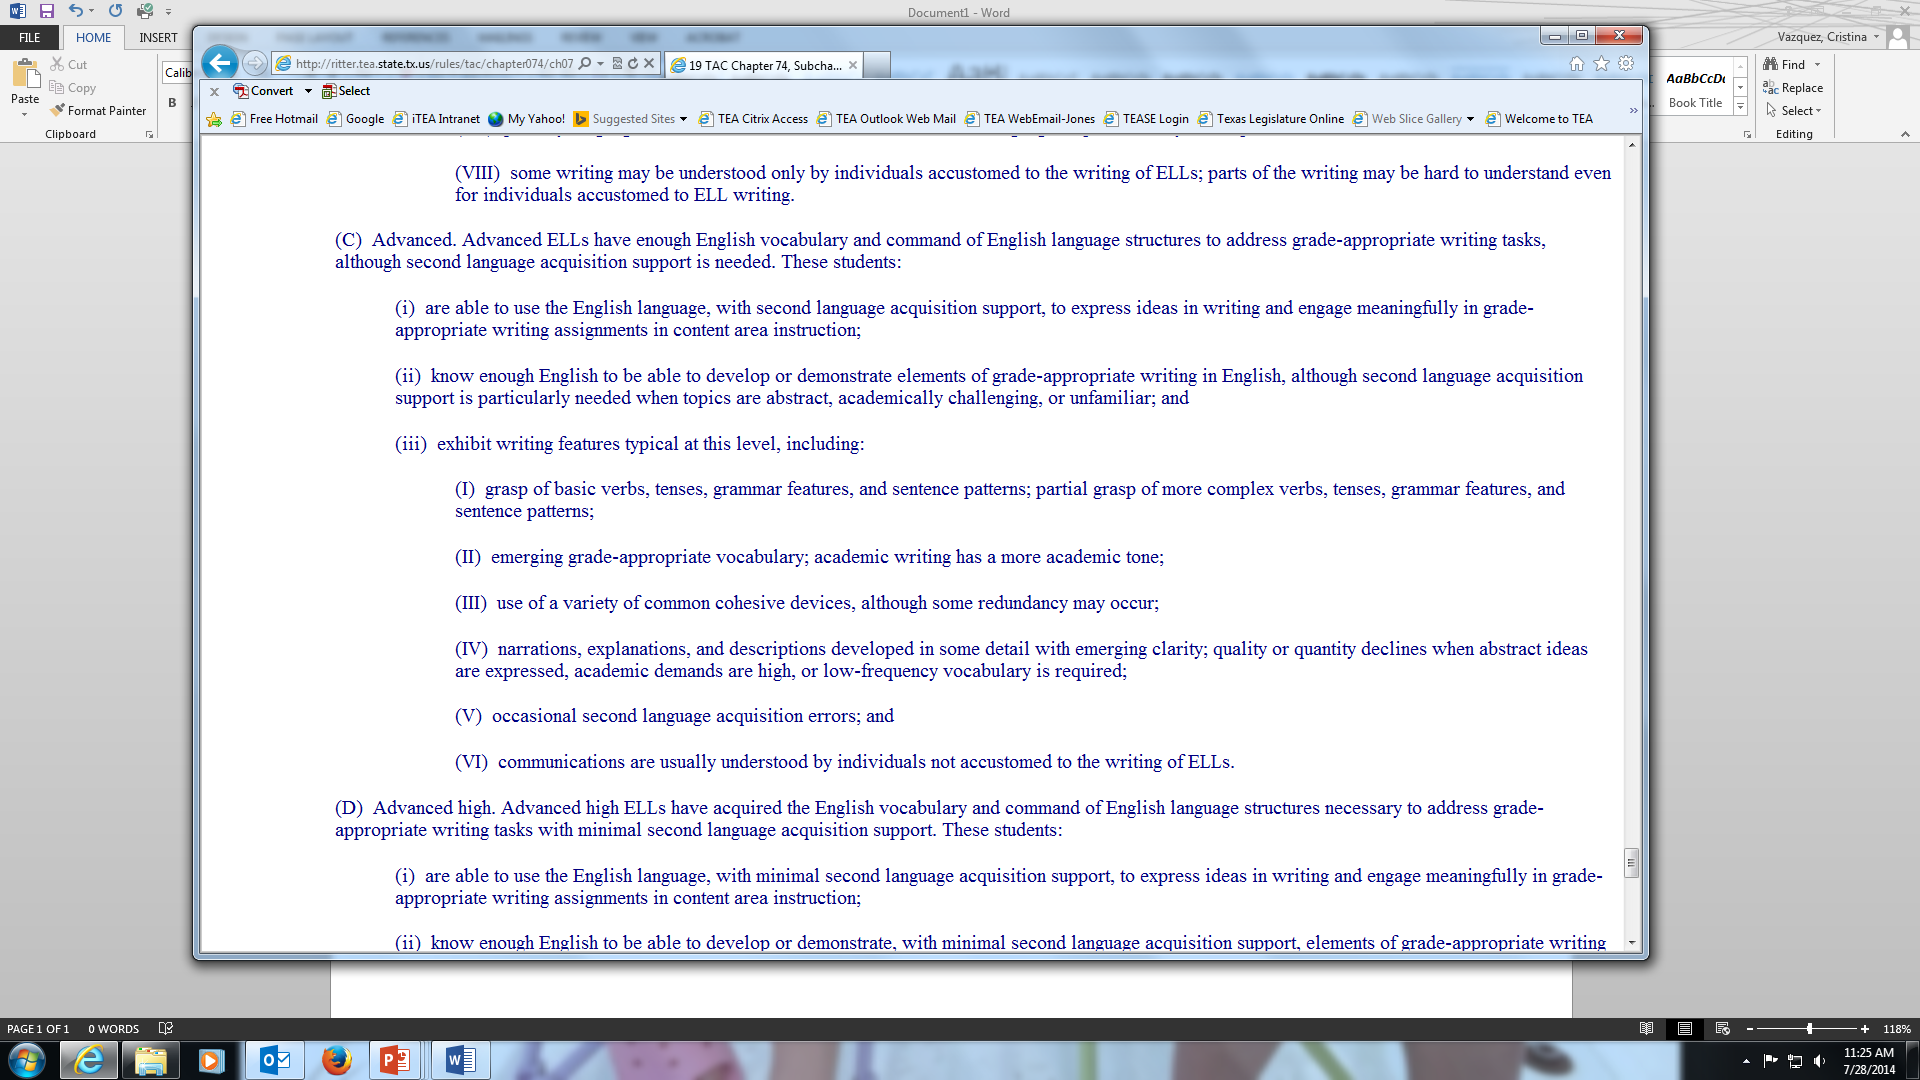 Document1 - Word
FILE HOME INSERT
Vazquez, Cristina
Cut
Copy
Format Painter
Paste
Clipboard
Calib
B
AaBbCcDd
Book Title
Find
Replace
Select
Editing
http://ritter.tea.state.tx.us/rules/tac/chapter074/ch07
19 TAC Chapter 74, Subcha...
x Convert Select
Free Hotmail Google iTEA Intranet My Yahoo! Suggested Sites TEA Citrix Access TEA Outlook Web Mail TEA WebEmail-Jones TEASE Login Texas Legislature Online Web Slice Gallery Welcome to TEA
(VIII) some writing may be understood only by individuals accustomed to the writing of ELLs; parts of the writing may be hard to understand even
for individuals accustomed to ELL writing.
(C) Advanced. Advanced ELLs have enough English vocabulary and command of English language structures to address grade-appropriate writing tasks,
although second language acquisition support is needed. These students:
(i) are able to use the English language, with second language acquisition support, to express ideas in writing and engage meaningfully in grade-
appropriate writing assignments in content area instruction;
(ii) know enough English to be able to develop or demonstrate elements of grade-appropriate writing in English, although second language acquisition
support is particularly needed when topics are abstract, academically challenging, or unfamiliar; and
(iii) exhibit writing features typical at this level, including:
(I) grasp of basic verbs, tenses, grammar features, and sentence patterns; partial grasp of more complex verbs, tenses, grammar features, and
sentence patterns;
(II) emerging grade-appropriate vocabulary; academic writing has a more academic tone;
(III) use of a variety of common cohesive devices, although some redundancy may occur;
(IV) narrations, explanations, and descriptions developed in some detail with emerging clarity; quality or quantity declines when abstract ideas
are expressed, academic demands are high, or low-frequency vocabulary is required;
(V) occasional second language acquisition errors; and
(VI) communications are usually understood by individuals not accustomed to the writing of ELLs.
(D) Advanced high. Advanced high ELLs have acquired the English vocabulary and command of English language structures necessary to address grade-
appropriate writing tasks with minimal second language acquisition support. These students:
(i) are able to use the English language, with minimal second language acquisition support, to express ideas in writing and engage meaningfully in grade-
appropriate writing assignments in content area instruction;
(ii) know enough English to be able to develop or demonstrate, with minimal second language acquisition support, elements of grade-appropriate writing
PAGE 1 OF 1 0 WORDS
118%
11:25 AM
7/28/2014